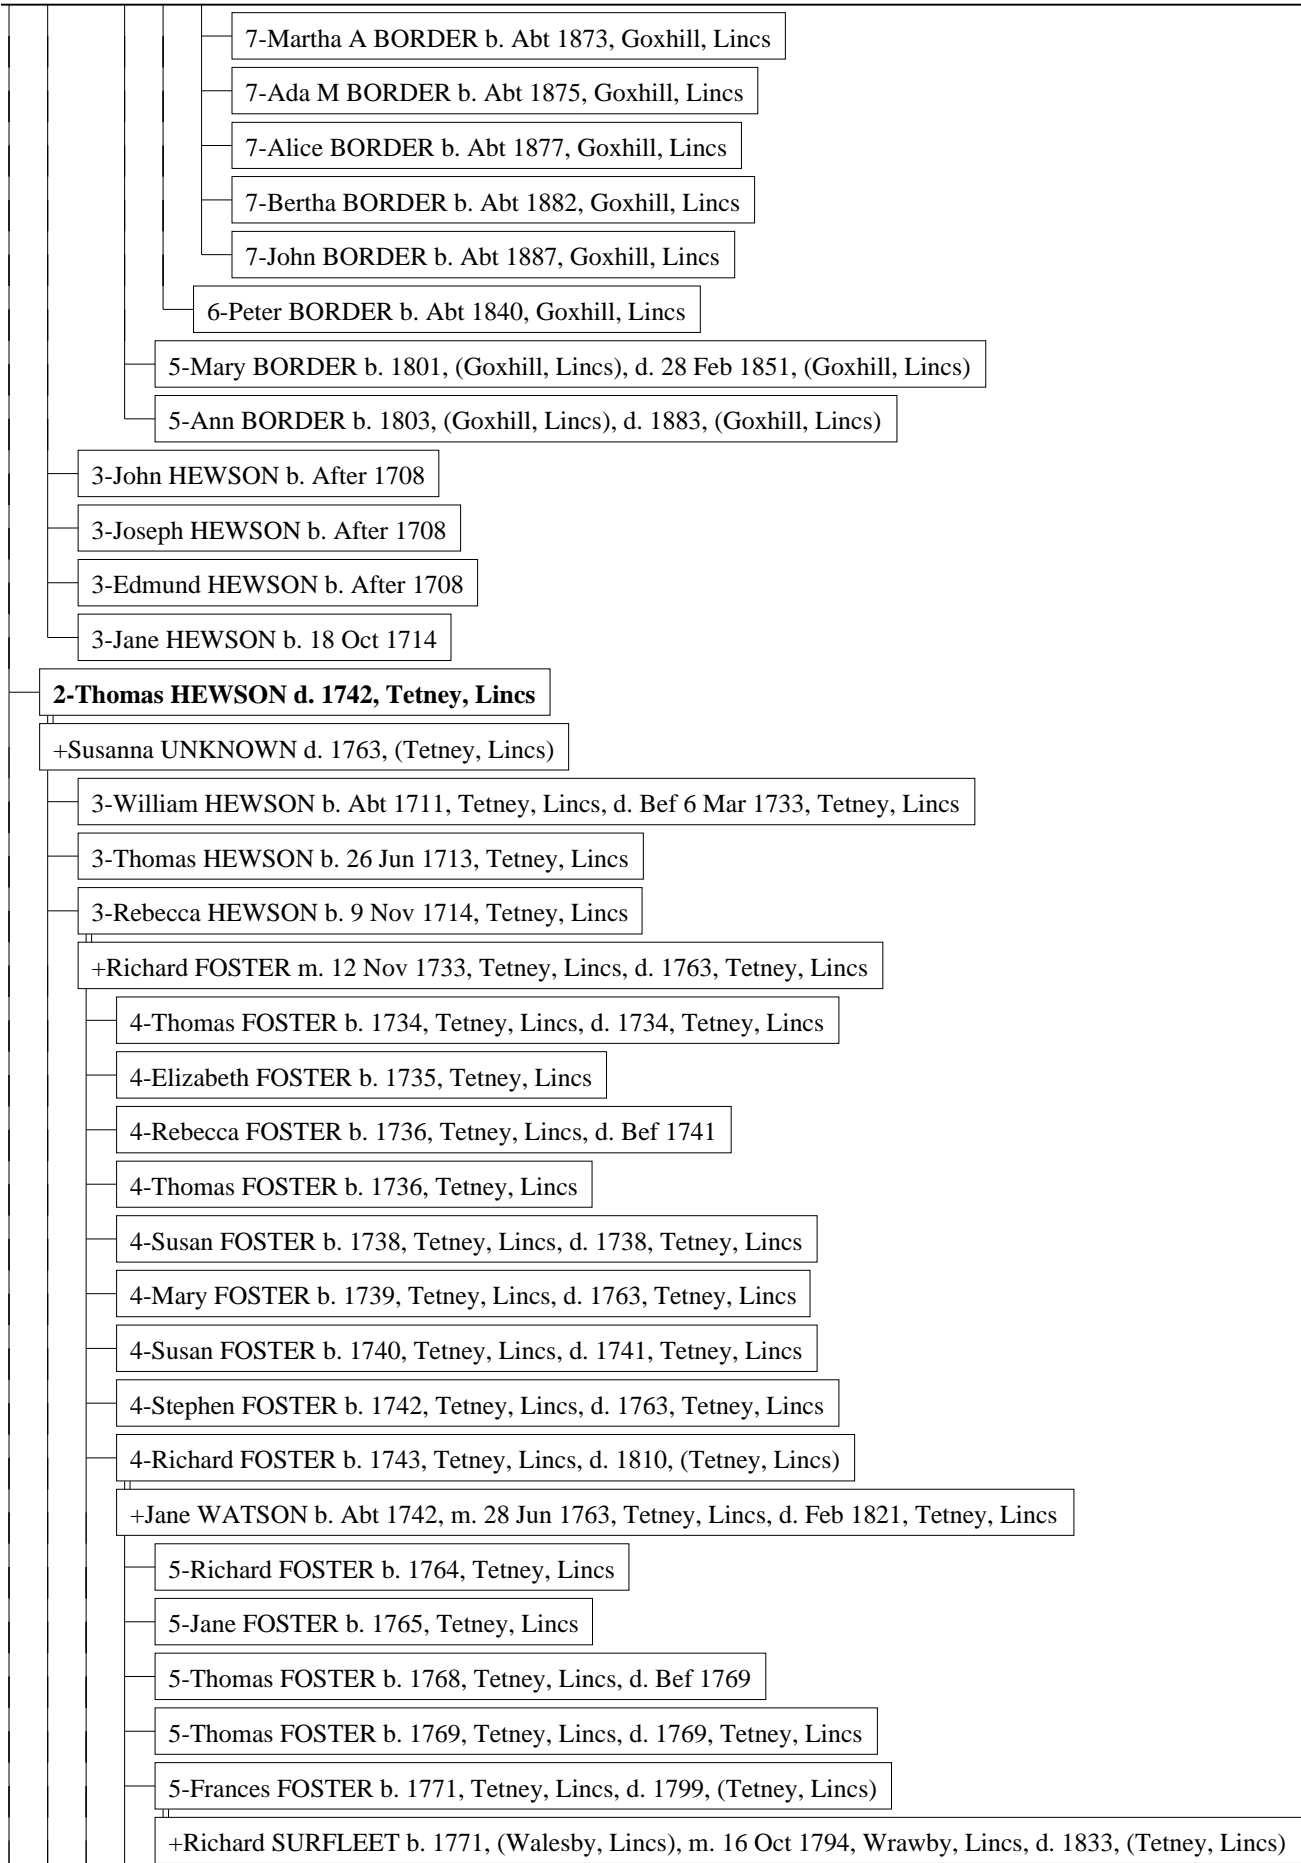 7-Martha A BORDER b. Abt 1873, Goxhill, Lincs
7-Ada M BORDER b. Abt 1875, Goxhill, Lincs
7-Alice BORDER b. Abt 1877, Goxhill, Lincs
7-Bertha BORDER b. Abt 1882, Goxhill, Lincs
7-John BORDER b. Abt 1887, Goxhill, Lincs
6-Peter BORDER b. Abt 1840, Goxhill, Lincs
5-Mary BORDER b. 1801, (Goxhill, Lincs), d. 28 Feb 1851, (Goxhill, Lincs)
5-Ann BORDER b. 1803, (Goxhill, Lincs), d. 1883, (Goxhill, Lincs)
3-John HEWSON b. After 1708
3-Joseph HEWSON b. After 1708
3-Edmund HEWSON b. After 1708
3-Jane HEWSON b. 18 Oct 1714
2-Thomas HEWSON d. 1742, Tetney, Lincs
+Susanna UNKNOWN d. 1763, (Tetney, Lincs)
3-William HEWSON b. Abt 1711, Tetney, Lincs, d. Bef 6 Mar 1733, Tetney, Lincs
3-Thomas HEWSON b. 26 Jun 1713, Tetney, Lincs
3-Rebecca HEWSON b. 9 Nov 1714, Tetney, Lincs
+Richard FOSTER m. 12 Nov 1733, Tetney, Lincs, d. 1763, Tetney, Lincs
4-Thomas FOSTER b. 1734, Tetney, Lincs, d. 1734, Tetney, Lincs
4-Elizabeth FOSTER b. 1735, Tetney, Lincs
4-Rebecca FOSTER b. 1736, Tetney, Lincs, d. Bef 1741
4-Thomas FOSTER b. 1736, Tetney, Lincs
4-Susan FOSTER b. 1738, Tetney, Lincs, d. 1738, Tetney, Lincs
4-Mary FOSTER b. 1739, Tetney, Lincs, d. 1763, Tetney, Lincs
4-Susan FOSTER b. 1740, Tetney, Lincs, d. 1741, Tetney, Lincs
4-Stephen FOSTER b. 1742, Tetney, Lincs, d. 1763, Tetney, Lincs
4-Richard FOSTER b. 1743, Tetney, Lincs, d. 1810, (Tetney, Lincs)
+Jane WATSON b. Abt 1742, m. 28 Jun 1763, Tetney, Lincs, d. Feb 1821, Tetney, Lincs
5-Richard FOSTER b. 1764, Tetney, Lincs
5-Jane FOSTER b. 1765, Tetney, Lincs
5-Thomas FOSTER b. 1768, Tetney, Lincs, d. Bef 1769
5-Thomas FOSTER b. 1769, Tetney, Lincs, d. 1769, Tetney, Lincs
5-Frances FOSTER b. 1771, Tetney, Lincs, d. 1799, (Tetney, Lincs)
+Richard SURFLEET b. 1771, (Walesby, Lincs), m. 16 Oct 1794, Wrawby, Lincs, d. 1833, (Tetney, Lincs)